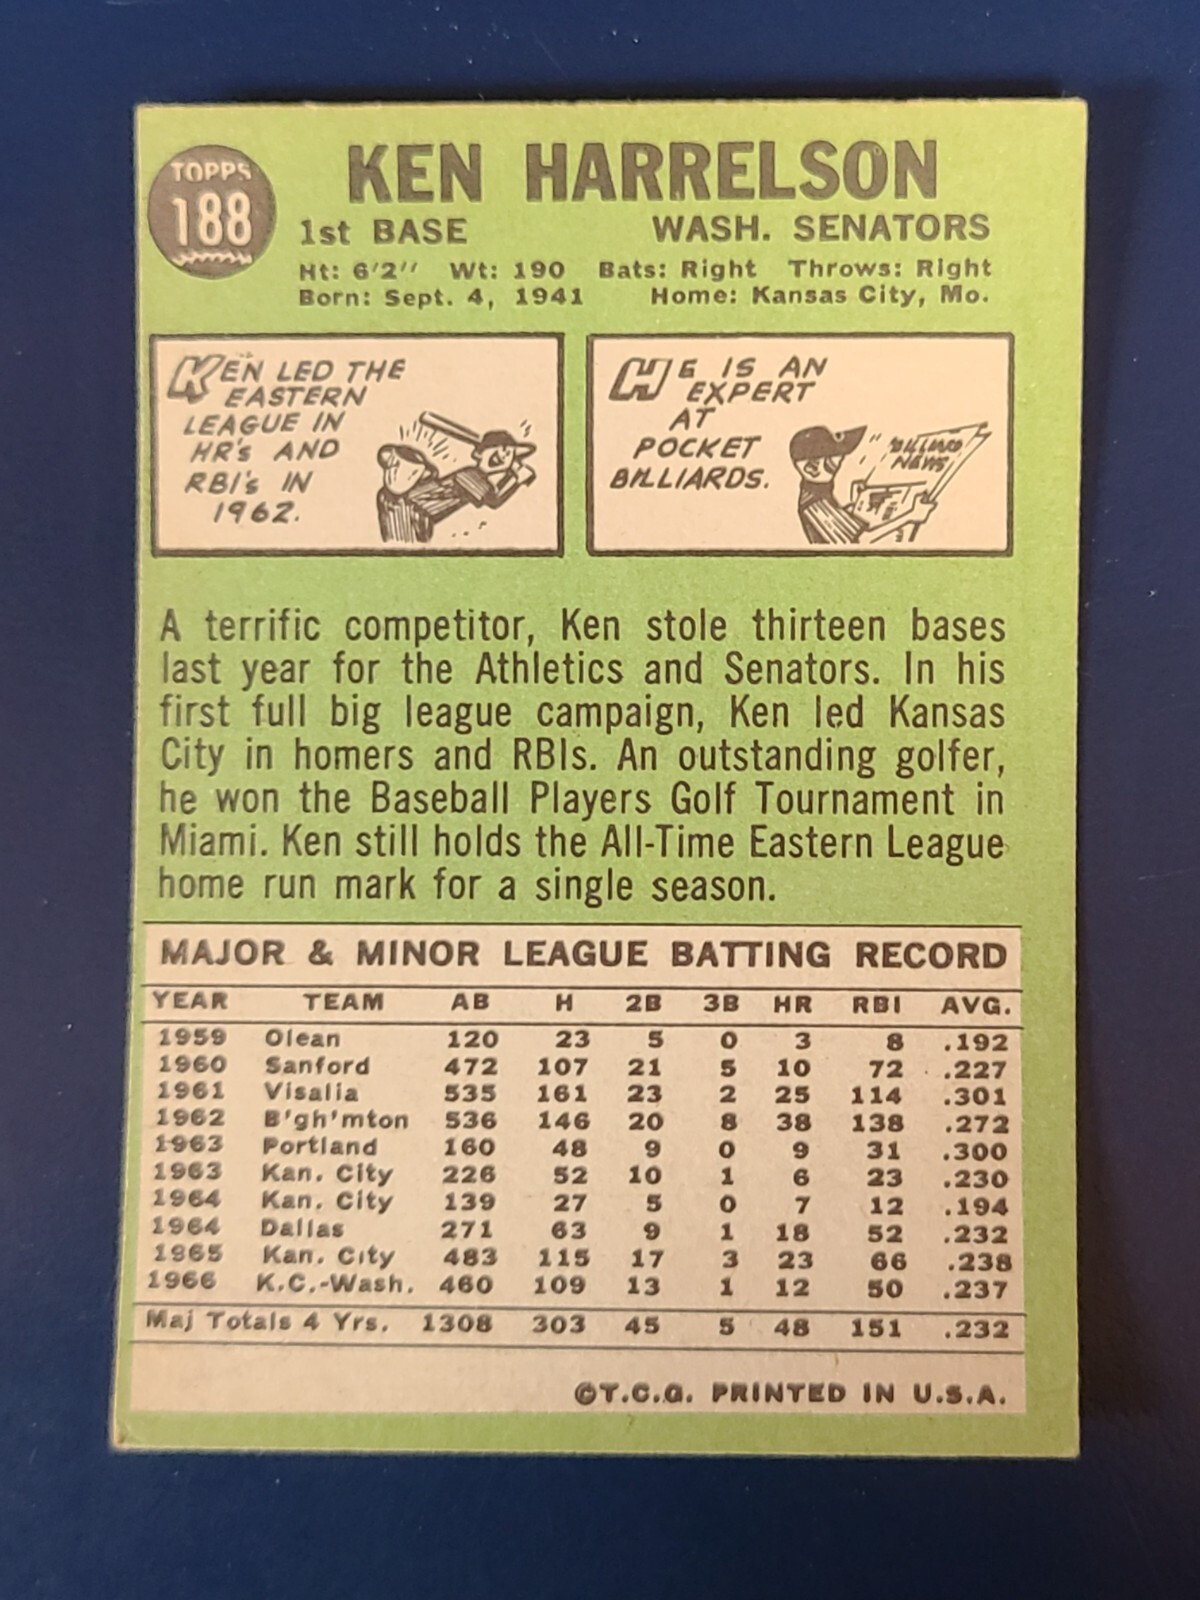 TOPPS
188
KEN HARRELSON
1st BASE WASH. SENATORS
Ht: 6'2" Wt: 190 Bats: Right Throws: Right
Born: Sept. 4, 1941 Home: Kansas City, Mo.
KEN LED THE
EASTERN
LEAGUE IN
HR's AND
RBI's IN
1962.
HE IS AN
EXPERT
AT
POCKET
BILLIARDS.
BILLIARD
NEWS
A terrific competitor, Ken stole thirteen bases
last year for the Athletics and Senators. In his
first full big league campaign, Ken led Kansas
City in homers and RBIs. An outstanding golfer,
he won the Baseball Players Golf Tournament in
Miami. Ken still holds the All-Time Eastern League
home run mark for a single season.
MAJOR & MINOR LEAGUE BATTING RECORD
YEAR TEAM AB H 2B 3B HR RBI AVG.
1959 Olean 120 23 5 0 3 8 .192
1960 Sanford 472 107 21 5 10 72 .227
1961 Visalia 535 161 23 2 25 114 .301
1962 B'gh'mton 536 146 20 8 38 138 .272
1963 Portland 160 48 9 0 9 31 .300
1963 Kan. City 226 52 10 1 6 23 .230
1964 Kan. City 139 27 5 0 7 12 .194
1964 Dallas 271 63 9 1 18 52 .232
1965 Kan. City 483 115 17 3 23 66 .238
1966 K.C.-Wash. 460 109 13 1 12 50 .237
Maj Totals 4 Yrs. 1308 303 45 5 48 151 .232
©T.C.G. PRINTED IN U.S.A.